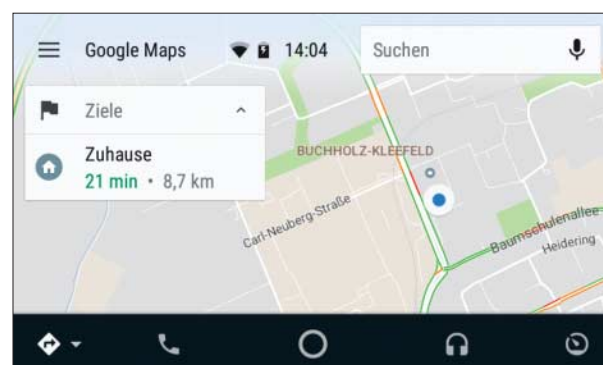 Google Maps 14:04 Suchen
Ziele
Zuhause
21 min • 8,7 km
BUCHHOLZ-KLEEFELD
Carl-Neuberg-Straße
Baumschulenallee
Heidering